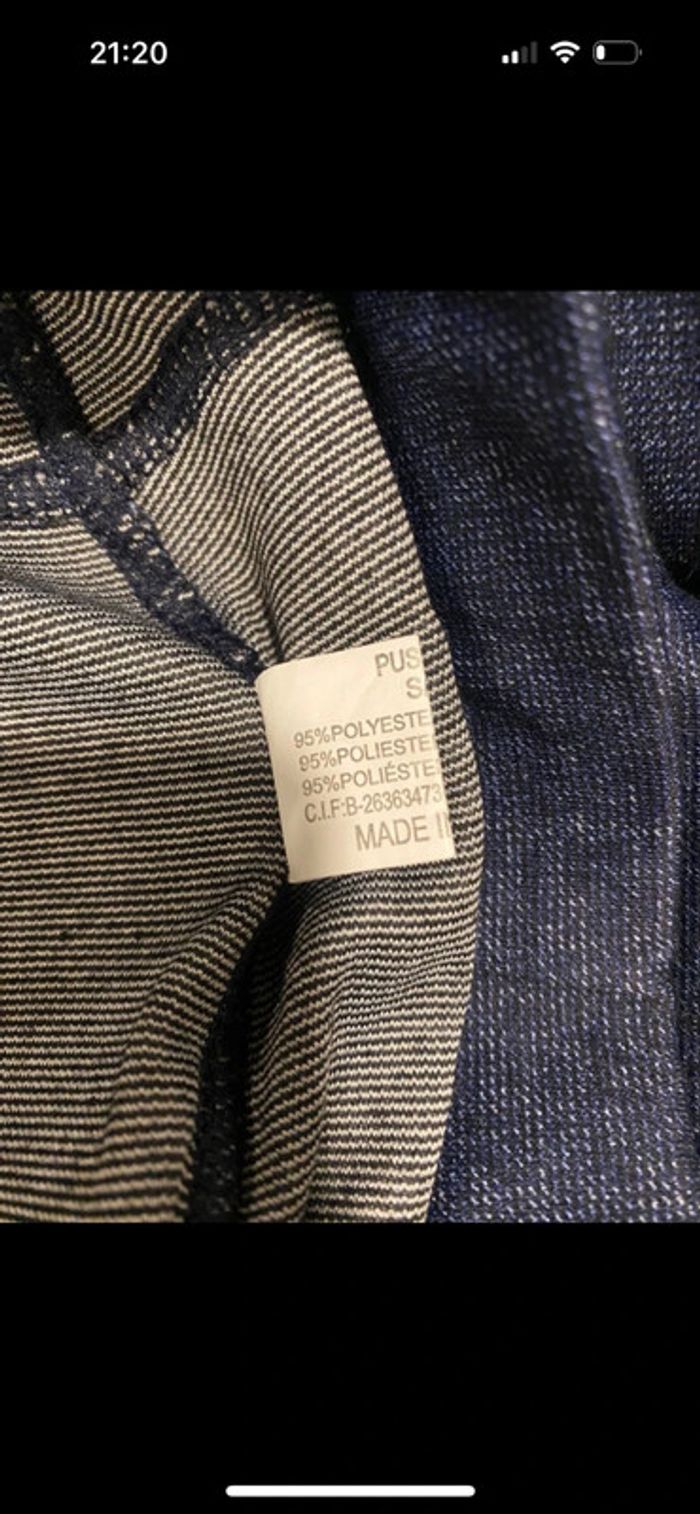 21:20
PUS
S
95%POLYESTE
95%POLIESTE
95%POLIÉSTE
C.I.F:B-26363473
MADE I